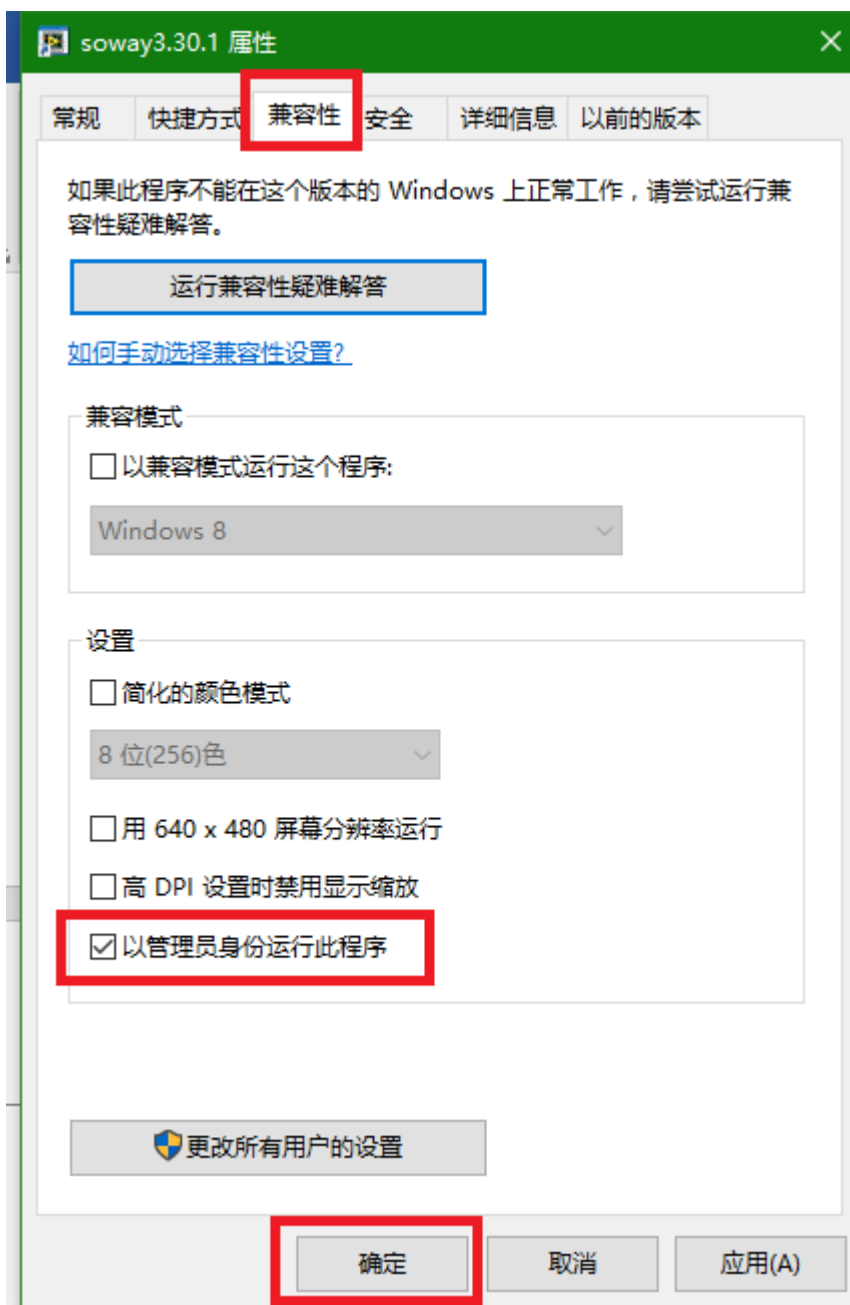 soway3.30.1 属性
常规 快捷方式 兼容性 安全 详细信息 以前的版本
如果此程序不能在这个版本的 Windows 上正常工作，请尝试运行兼
容性疑难解答。
运行兼容性疑难解答
如何手动选择兼容性设置?
兼容模式
以兼容模式运行这个程序:
Windows 8
设置
简化的颜色模式
8 位(256)色
用 640 x 480 屏幕分辨率运行
高 DPI 设置时禁用显示缩放
以管理员身份运行此程序
更改所有用户的设置
确定 取消 应用(A)